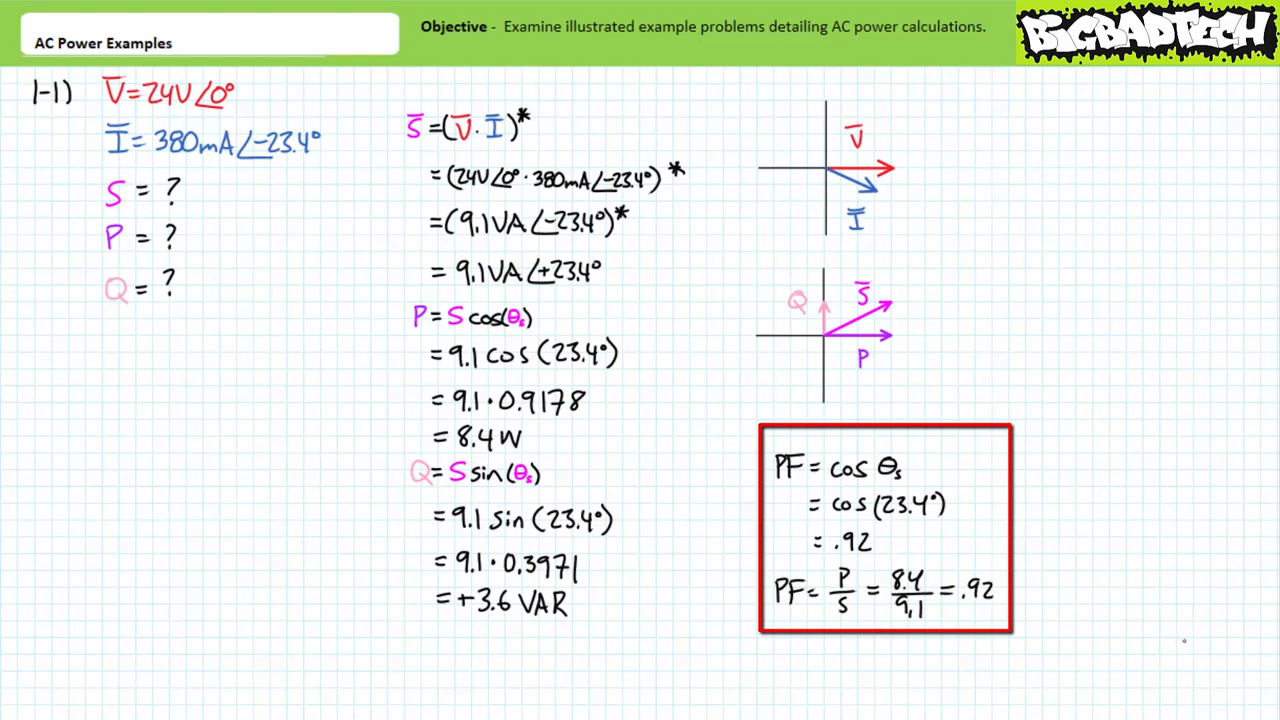 AC Power Examples
Objective - Examine illustrated example problems detailing AC power calculations.
BIGBADTECH
1-1) V̅=24V∠0°
I̅= 380mA∠-23.4°
S = ?
P = ?
Q = ?
S̅ =(V̅ · I̅)*
= (24V∠0° · 380mA∠-23.4°)*
=(9.1VA∠-23.4°)*
= 9.1VA∠+23.4°
P= S cos(θs)
= 9.1 cos (23.4°)
= 9.1 · 0.9178
= 8.4 W
Q= S sin(θs)
= 9.1 sin (23.4°)
= 9.1 · 0.3971
= +3.6 VAR
V̅
I̅
Q
S̅
P
PF= cos θs
= cos(23.4°)
= .92
PF= P/S = 8.4/9.1 = .92